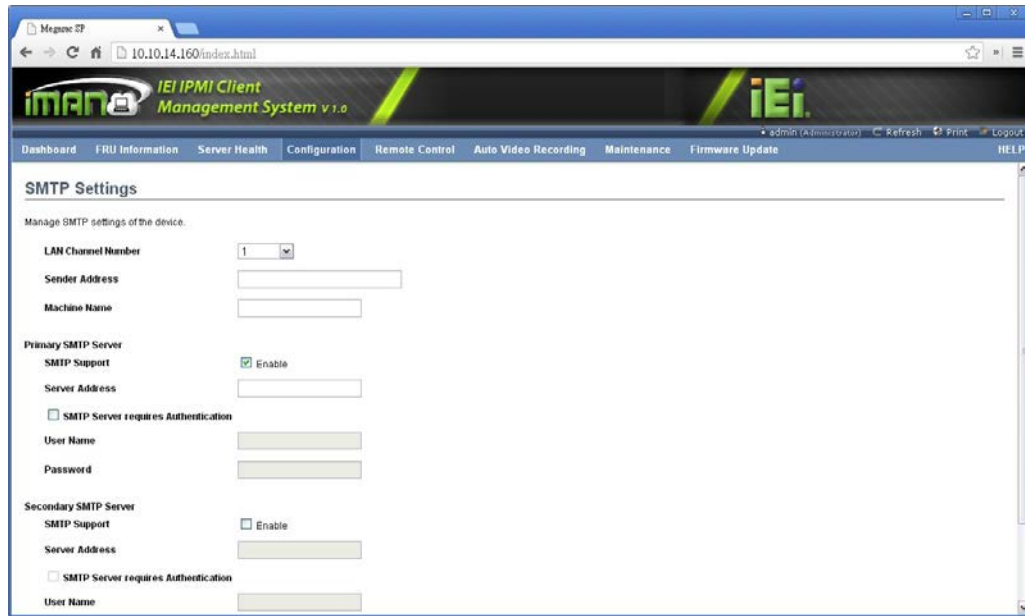 Megarac SP
10.10.14.160/index.html
iMAN
IEI IPMI Client
Management System v 1.0
iEi
admin (Administrator) Refresh Print Logout
Dashboard FRU Information Server Health Configuration Remote Control Auto Video Recording Maintenance Firmware Update HELP
SMTP Settings
Manage SMTP settings of the device.
LAN Channel Number 1
Sender Address
Machine Name
Primary SMTP Server
SMTP Support Enable
Server Address
SMTP Server requires Authentication
User Name
Password
Secondary SMTP Server
SMTP Support Enable
Server Address
SMTP Server requires Authentication
User Name